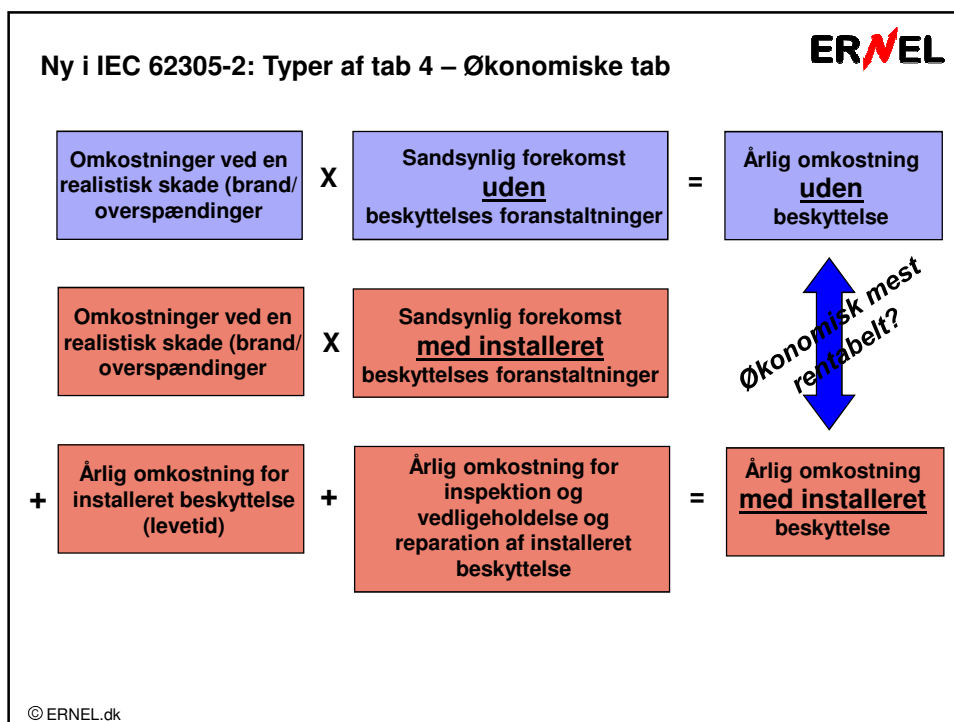 Ny i IEC 62305-2: Typer af tab 4 – Økonomiske tab
ERNEL
Omkostninger ved en
realistisk skade (brand/
overspændinger
X
Sandsynlig forekomst
uden
beskyttelses foranstaltninger
=
Årlig omkostning
uden
beskyttelse
Omkostninger ved en
realistisk skade (brand/
overspændinger
X
Sandsynlig forekomst
med installeret
beskyttelses foranstaltninger
Økonomisk mest
rentabelt?
+
Årlig omkostning for
installeret beskyttelse
(levetid)
+
Årlig omkostning for
inspektion og
vedligeholdelse og
reparation af installeret
beskyttelse
=
Årlig omkostning
med installeret
beskyttelse
© ERNEL.dk